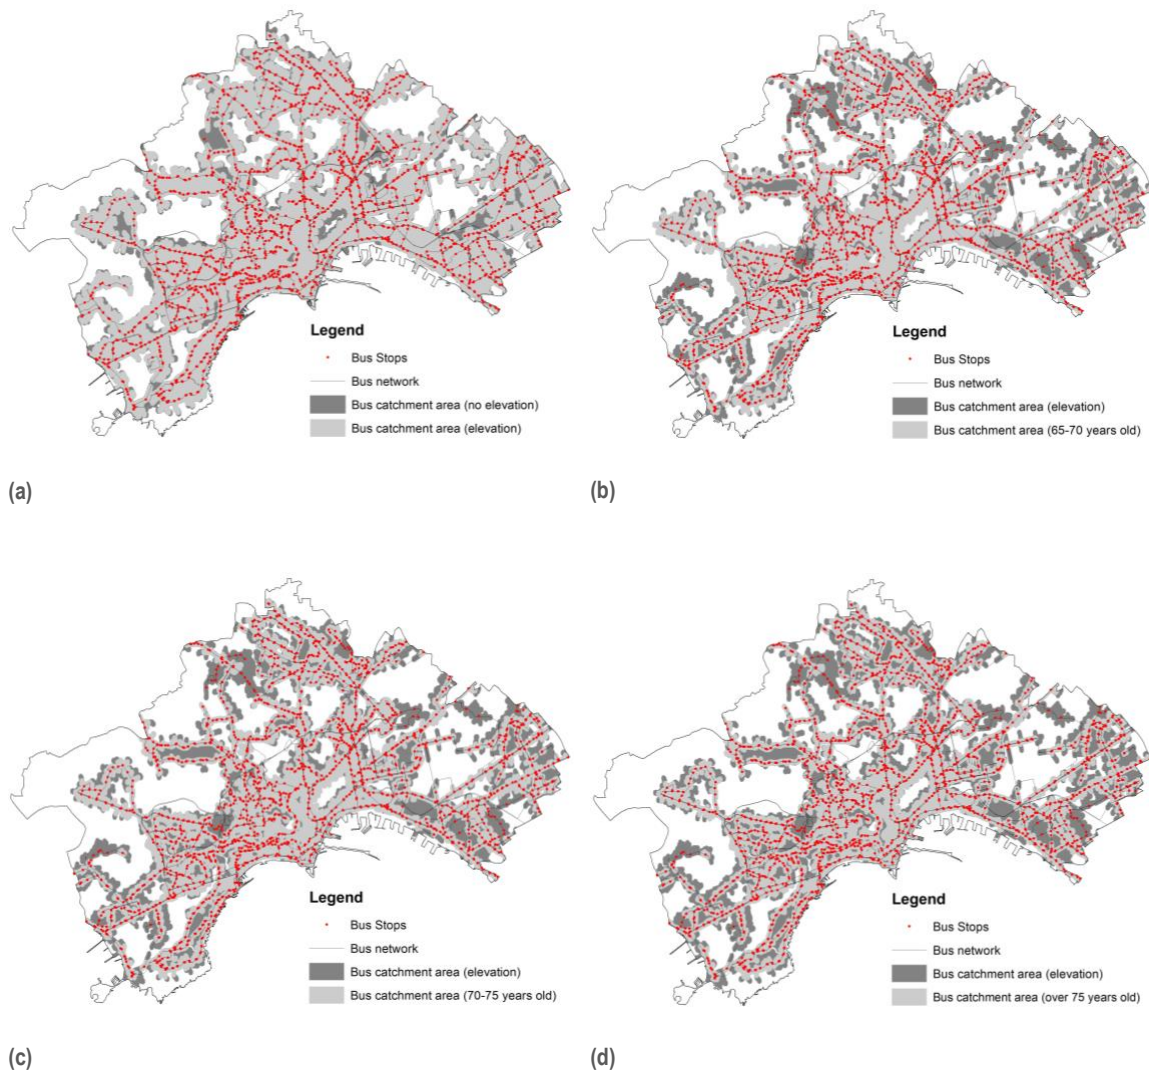 Legend
Bus Stops
Bus network
Bus catchment area (no elevation)
Bus catchment area (elevation)
(a)
Legend
Bus Stops
Bus network
Bus catchment area (elevation)
Bus catchment area (65-70 years old)
(b)
Legend
Bus Stops
Bus network
Bus catchment area (elevation)
Bus catchment area (70-75 years old)
(c)
Legend
Bus Stops
Bus network
Bus catchment area (elevation)
Bus catchment area (over 75 years old)
(d)